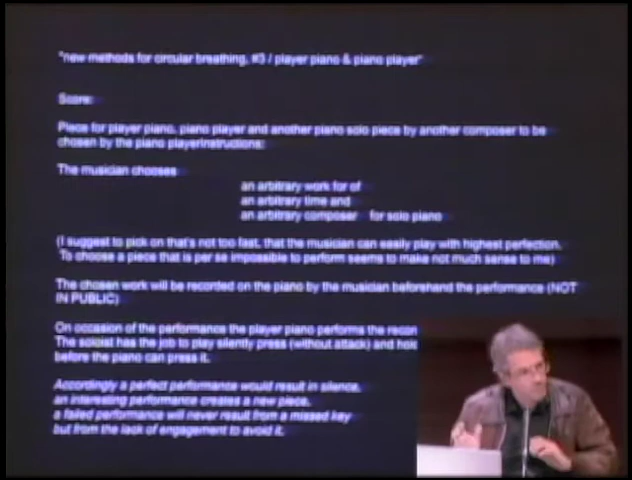 "new methods for circular breathing, #3 / player piano & piano player"
Score:
Piece for player piano, piano player and another piano solo piece by another composer to be
chosen by the piano playerInstructions:
The musician chooses
an arbitrary work for of
an arbitrary time and
an arbitrary composer for solo piano
(I suggest to pick on that's not too fast, that the musician can easily play with highest perfection.
To choose a piece that is per se impossible to perform seems to make not much sense to me)
The chosen work will be recorded on the piano by the musician beforehand the performance (NOT
IN PUBLIC)
On occasion of the performance the player piano performs the recor
The soloist has the job to play silently press (without attack) and hold
before the piano can press it.
Accordingly a perfect performance would result in silence,
an interesting performance creates a new piece,
a failed performance will never result from a missed key
but from the lack of engagement to avoid it.